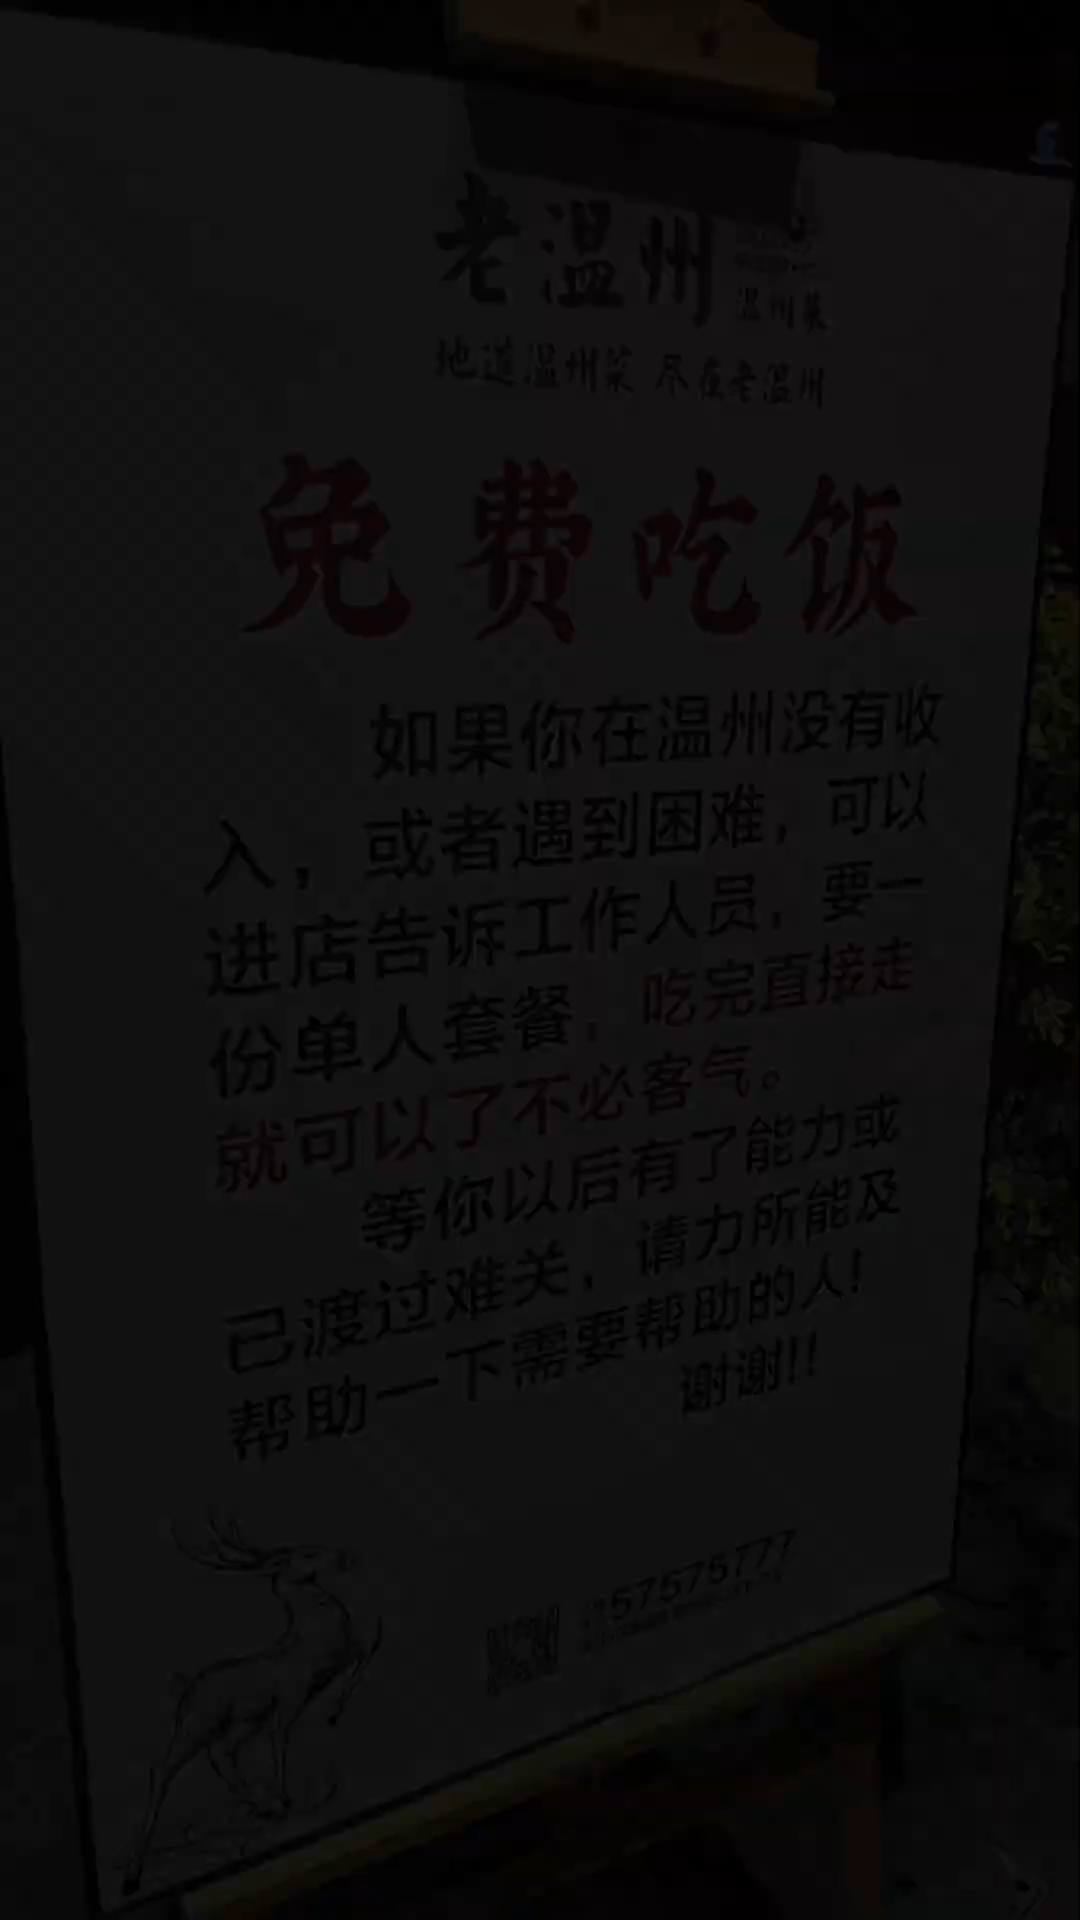 老温州
温州菜
地道温州菜 尽在老温州
免费吃饭
如果你在温州没有收
入，或者遇到困难，可以
进店告诉工作人员，要一
份单人套餐，吃完直接走
就可以了不必客气。
等你以后有了能力或
已渡过难关，请力所能及
帮助一下需要帮助的人！
谢谢!!
57575777